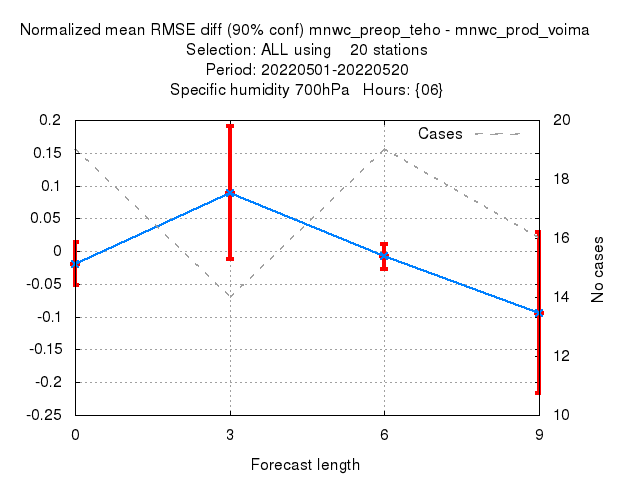 Normalized mean RMSE diff (90% conf) mnwc_preop_teho - mnwc_prod_voima
Selection: ALL using    20 stations
Period: 20220501-20220520
Specific humidity 700hPa   Hours: {06}
Cases
0.2
0.15
0.1
0.05
0
-0.05
-0.1
-0.15
-0.2
-0.25
20
18
16
14
12
10
No cases
0 3 6 9
Forecast length